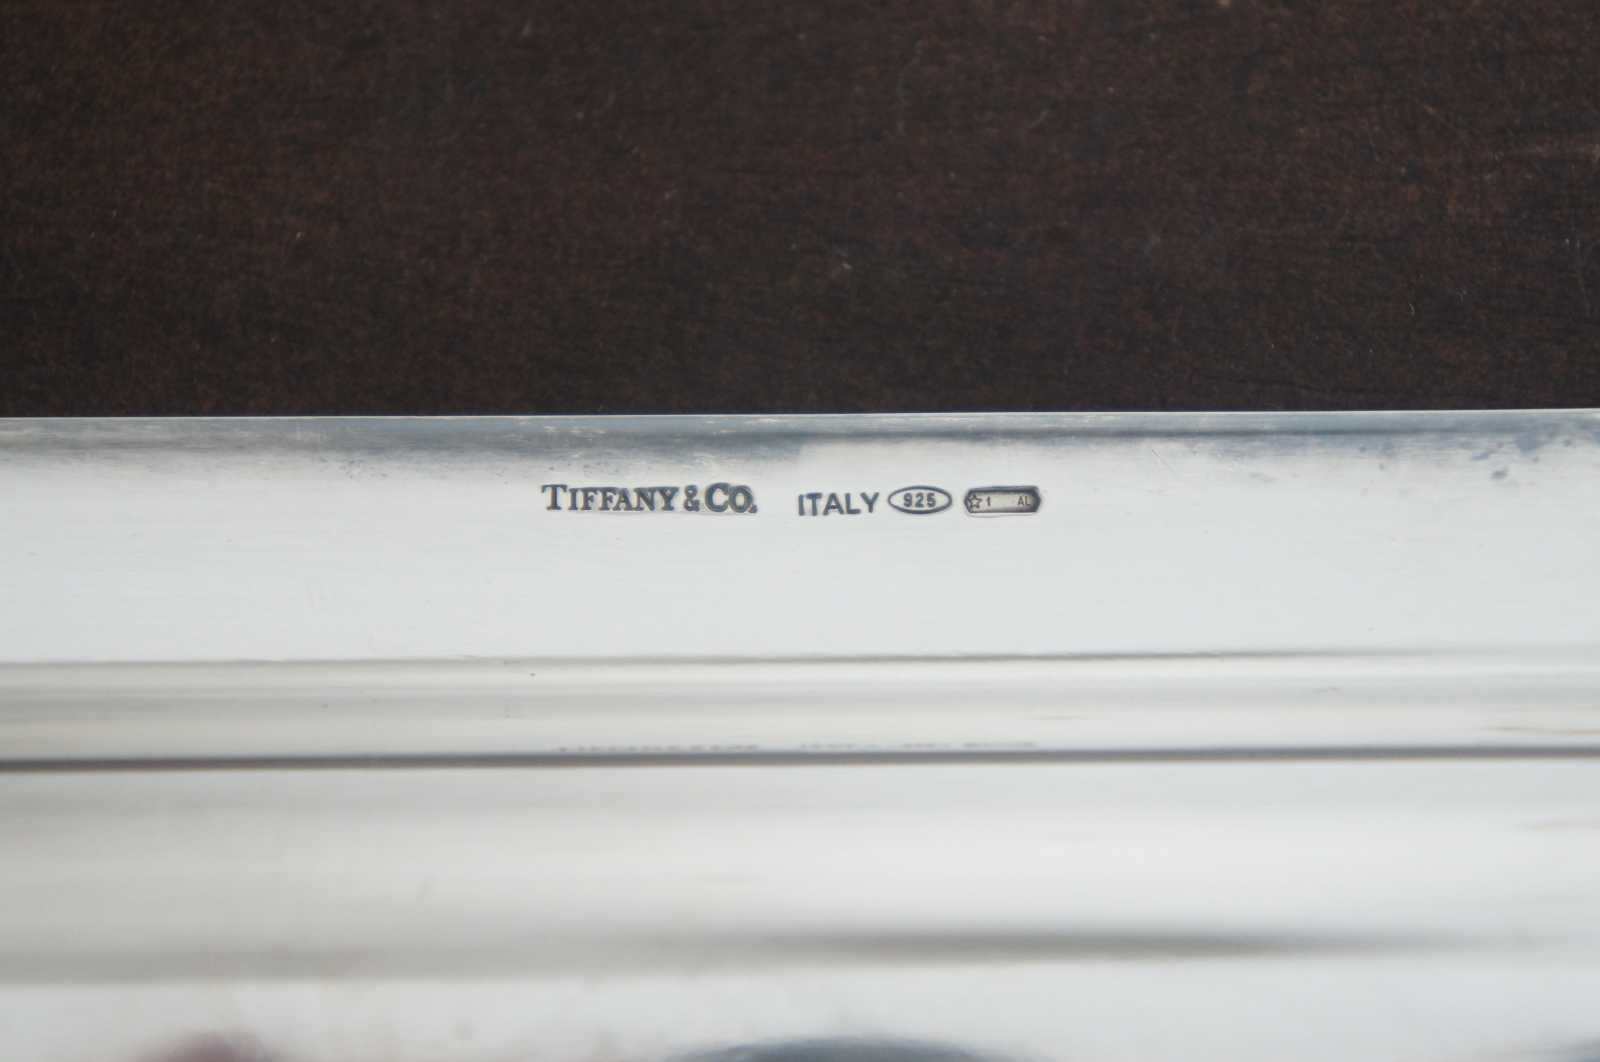 TIFFANY & CO. ITALY 925 ☆1 AL